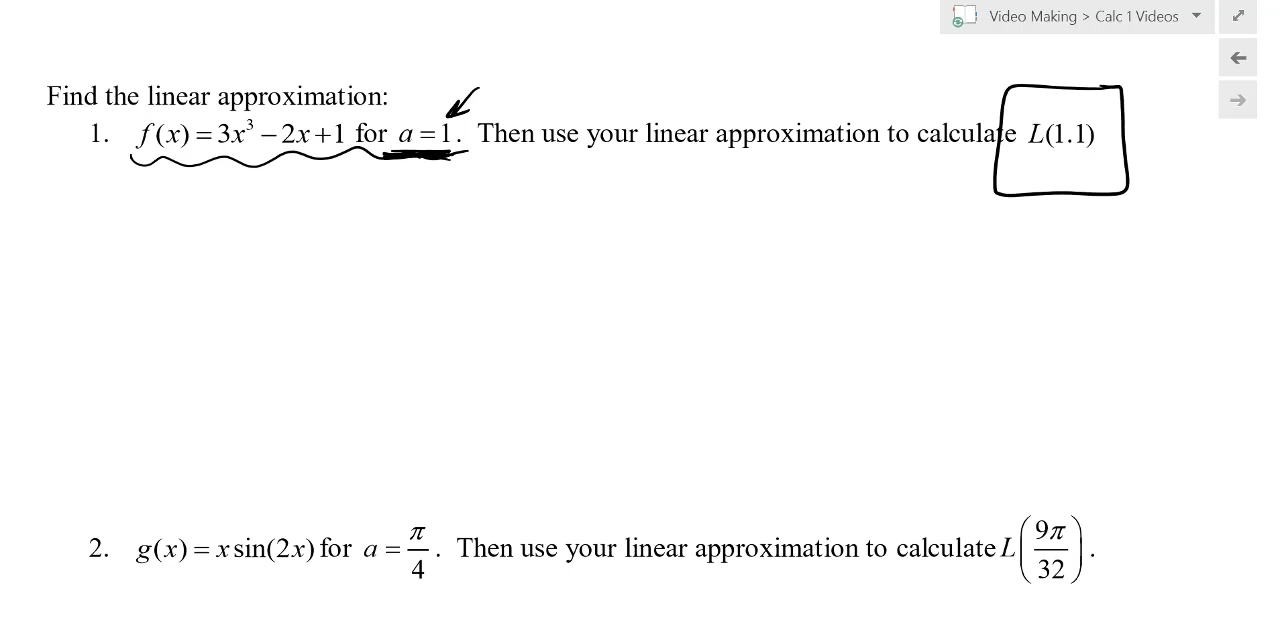 Video Making > Calc 1 Videos
Find the linear approximation:
1. f(x) = 3x³ − 2x + 1 for a = 1. Then use your linear approximation to calculate L(1.1)
2. g(x) = x sin(2x) for a = π/4. Then use your linear approximation to calculate L(9π/32).